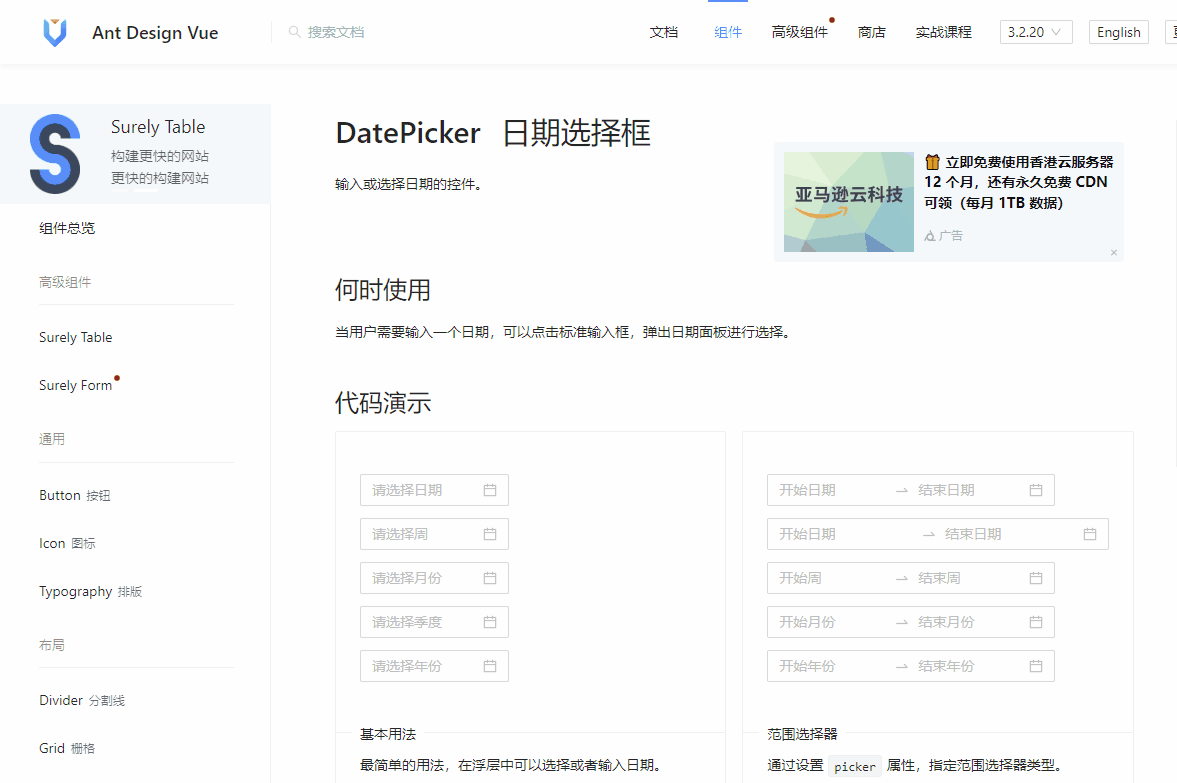 Ant Design Vue
搜索文档
文档
组件
高级组件
商店
实战课程
3.2.20
English
Surely Table
构建更快的网站
更快的构建网站
组件总览
高级组件
Surely Table
Surely Form
通用
Button 按钮
Icon 图标
Typography 排版
布局
Divider 分割线
Grid 栅格
DatePicker 日期选择框
输入或选择日期的控件。
亚马逊云科技
立即免费使用香港云服务器
12 个月，还有永久免费 CDN
可领（每月 1TB 数据）
广告
×
何时使用
当用户需要输入一个日期，可以点击标准输入框，弹出日期面板进行选择。
代码演示
请选择日期
请选择周
请选择月份
请选择季度
请选择年份
基本用法
最简单的用法，在浮层中可以选择或者输入日期。
开始日期 → 结束日期
开始日期 → 结束日期
开始周 → 结束周
开始月份 → 结束月份
开始年份 → 结束年份
范围选择器
通过设置 picker 属性，指定范围选择器类型。